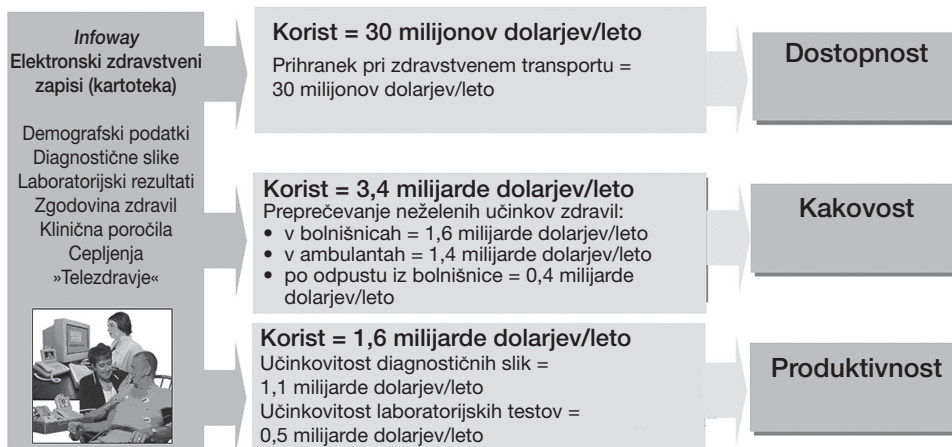 Infoway
Elektronski zdravstveni
zapisi (kartoteka)
Demografski podatki
Diagnostične slike
Laboratorijski rezultati
Zgodovina zdravil
Klinična poročila
Cepljenja
»Telezdravje«
Korist = 30 milijonov dolarjev/leto
Prihranek pri zdravstvenem transportu =
30 milijonov dolarjev/leto
Dostopnost
Korist = 3,4 milijarde dolarjev/leto
Preprečevanje neželenih učinkov zdravil:
• v bolnišnicah = 1,6 milijarde dolarjev/leto
• v ambulantah = 1,4 milijarde dolarjev/leto
• po odpustu iz bolnišnice = 0,4 milijarde
dolarjev/leto
Kakovost
Korist = 1,6 milijarde dolarjev/leto
Učinkovitost diagnostičnih slik =
1,1 milijarde dolarjev/leto
Učinkovitost laboratorijskih testov =
0,5 milijarde dolarjev/leto
Produktivnost